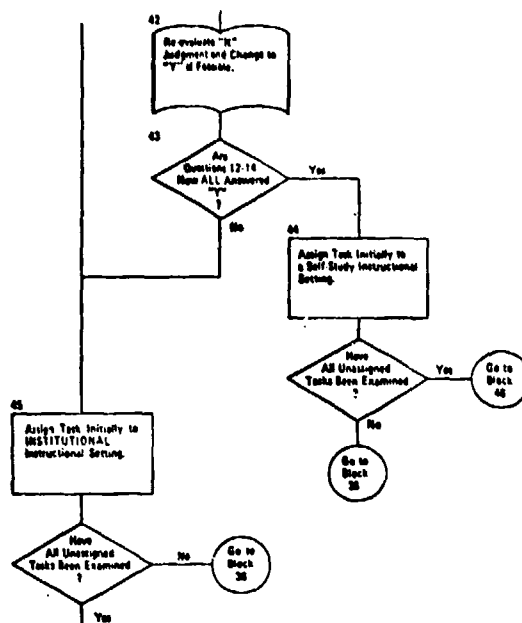 42
Re-evaluate "N"
Judgment and Change to
"Y" if Feasible.
43
Are
Questions 12-14
Now ALL Answered
"Y"
?
Yes
No
44
Assign Task Initially to
a Self-Study Instructional
Setting.
Have
All Unassigned
Tasks Been Examined
?
Yes
Go to
Block
46
No
Go to
Block
45
Assign Task Initially to
INSTITUTIONAL
Instructional Setting.
Have
All Unassigned
Tasks Been Examined
?
No
Go to
Block
Yes